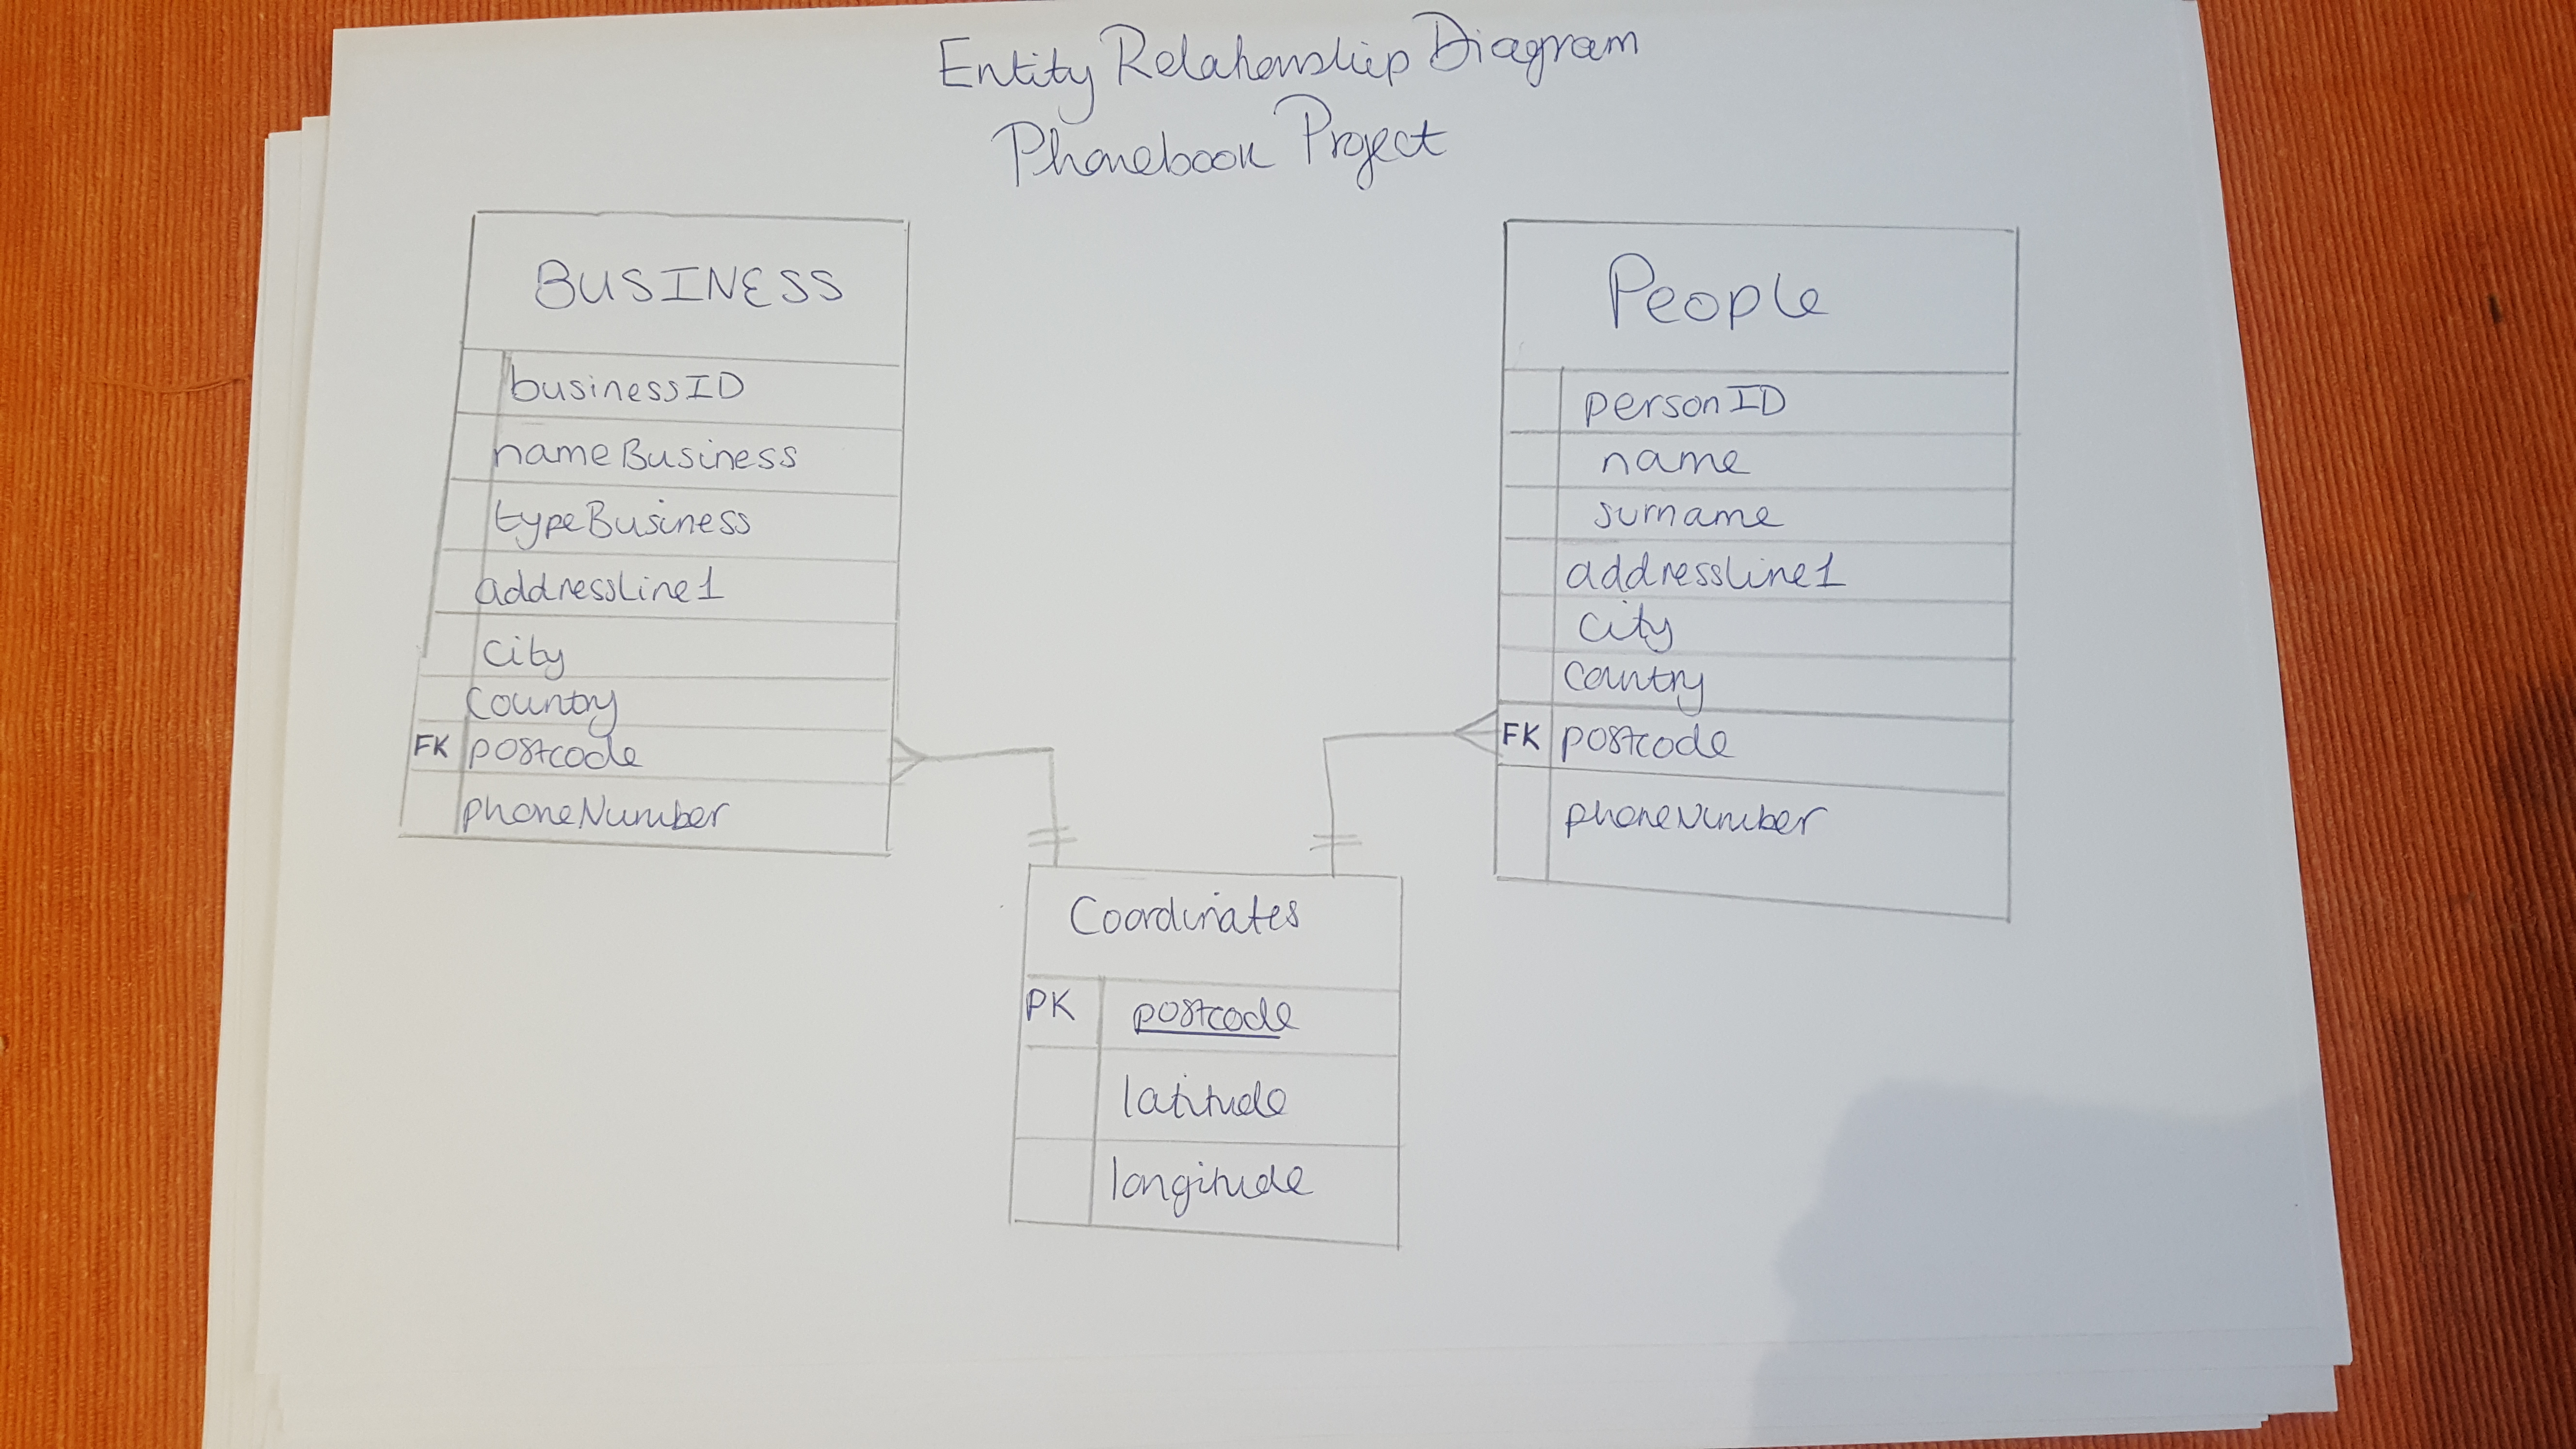 Entity Relationship Diagram
Phonebook Project
BUSINESS
businessID
nameBusiness
typeBusiness
addressLine1
City
Country
FK postcode
phoneNumber
People
personID
name
surname
addressLine1
City
Country
FK postcode
phoneNumber
Coordinates
PK postcode
latitude
longitude